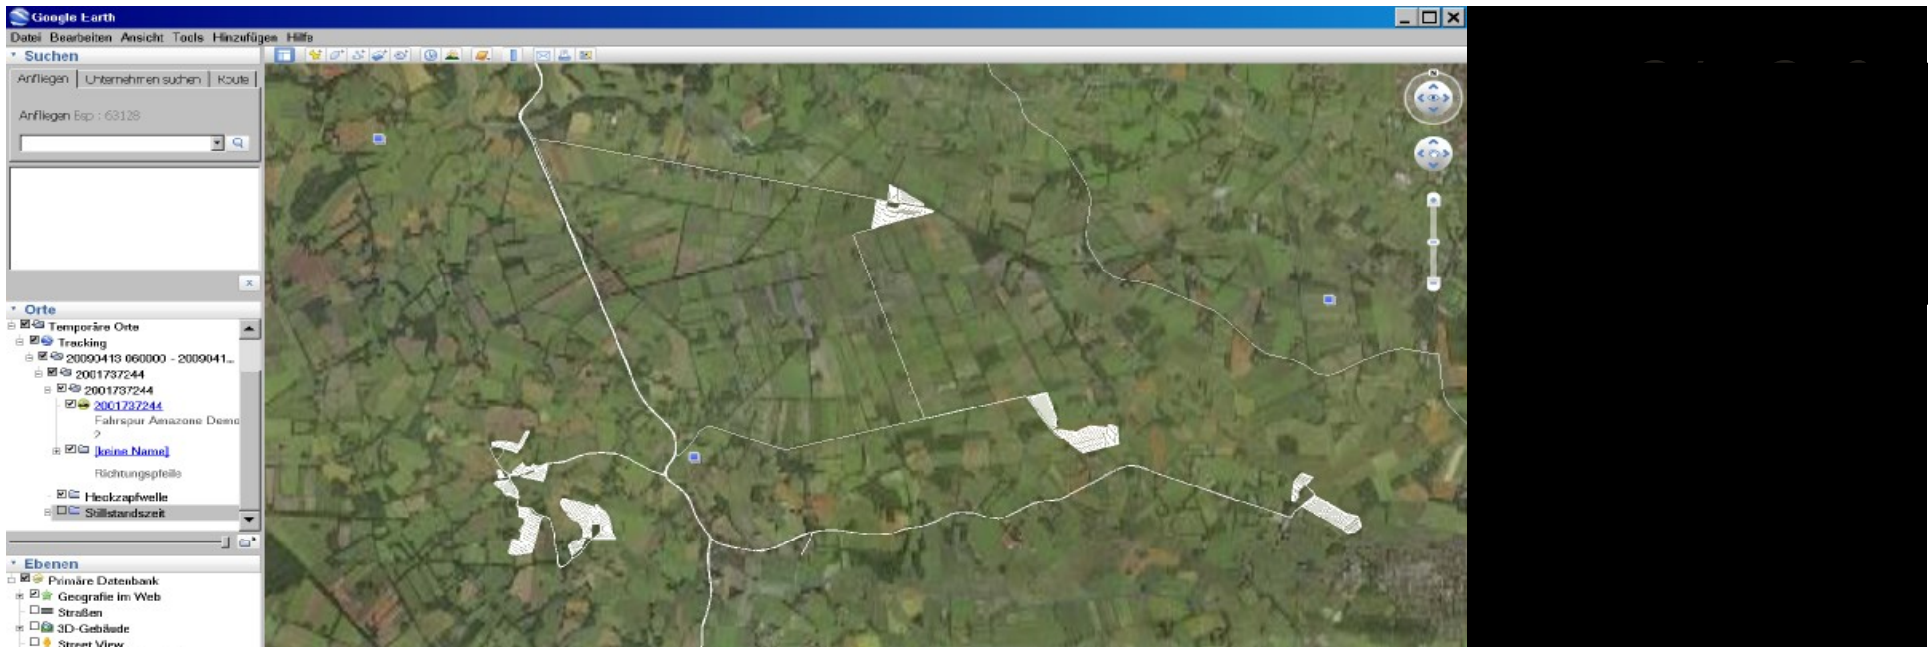 Google Earth
Datei Bearbeiten Ansicht Tools Hinzufügen Hilfe
Suchen
Anfliegen Unternehmen suchen Route
Anfliegen Bsp : 63128
N
Orte
Temporäre Orte
Tracking
20090413 060000 - 2009041...
2001737244
2001737244
2001737244
Fahrspur Amazone Demo
2
[keine Name]
Richtungspfeile
Heckzapfwelle
Stillstandszeit
Ebenen
Primäre Datenbank
Geografie im Web
Straßen
3D-Gebäude
Street View